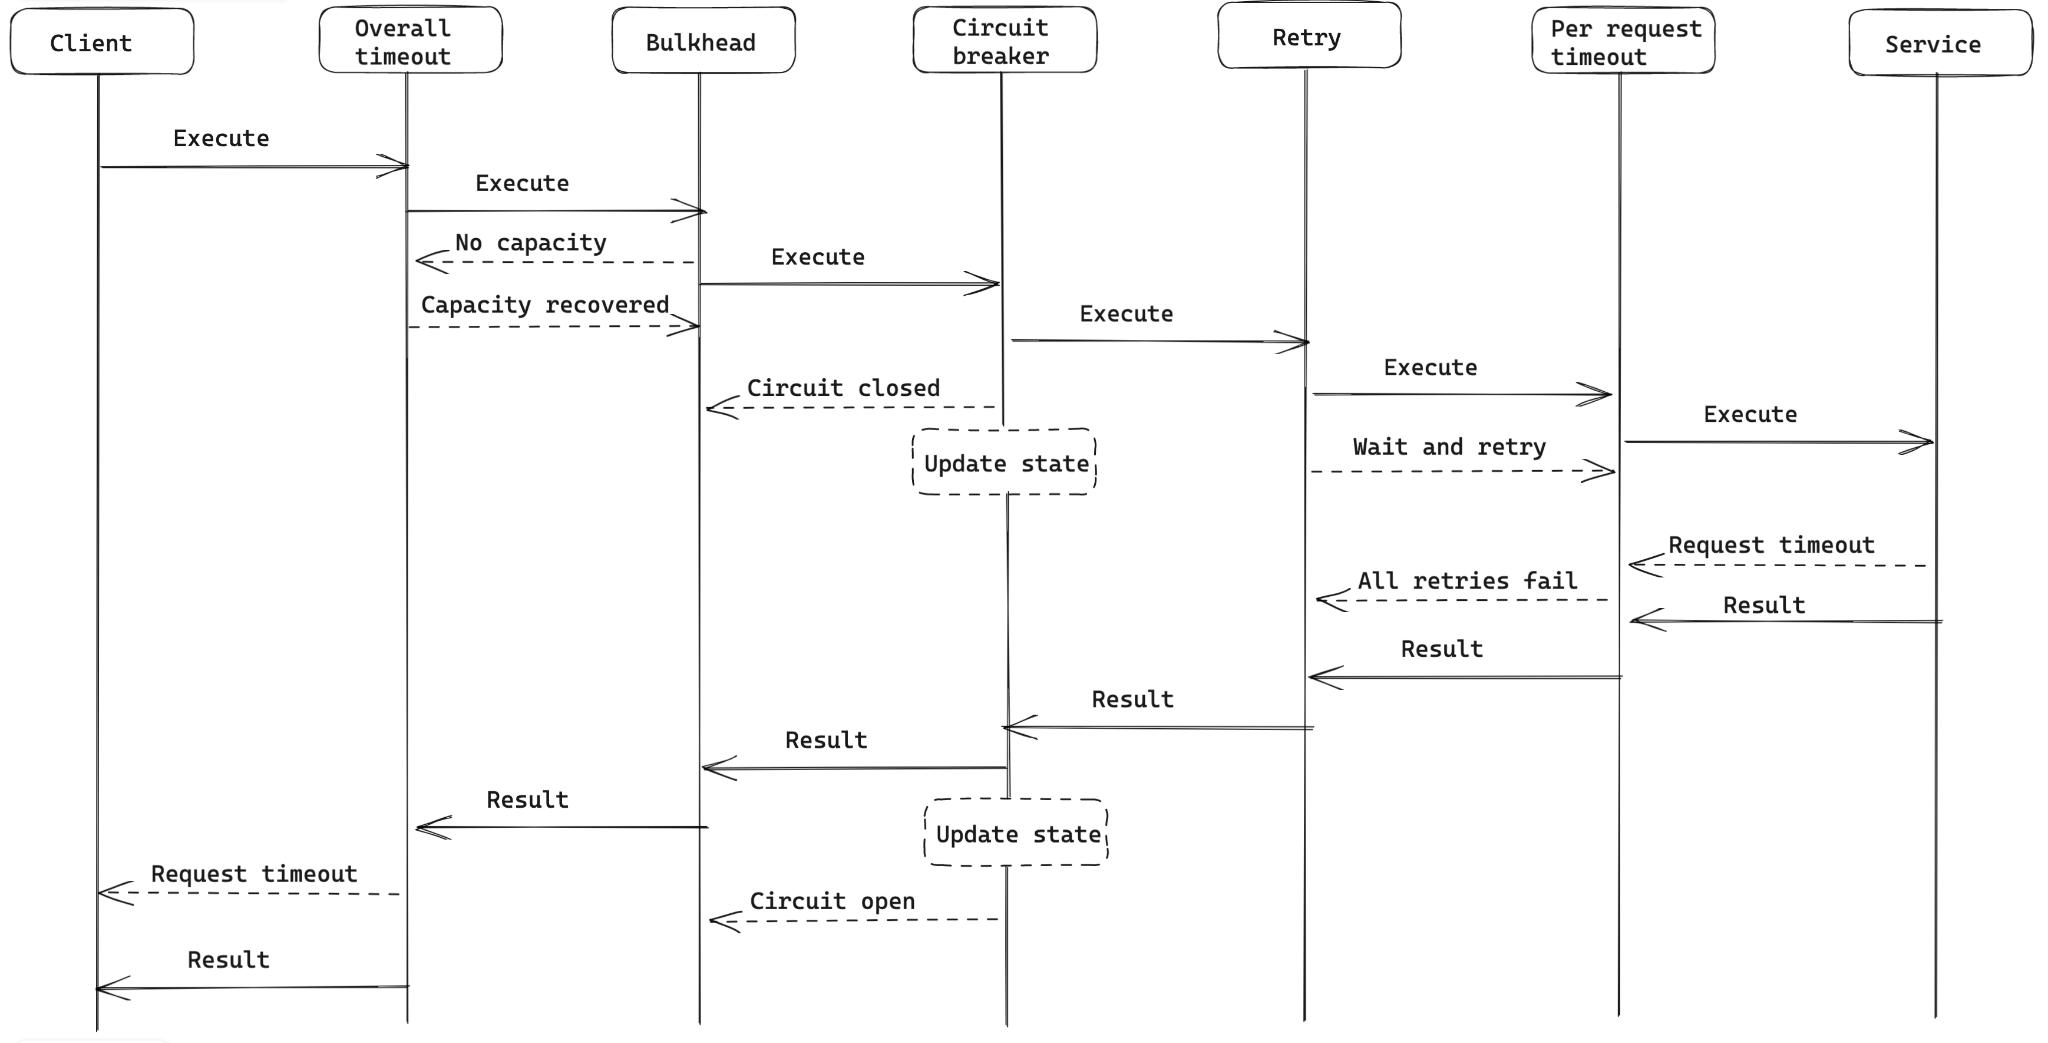 Client
Overall
timeout
Bulkhead
Circuit
breaker
Retry
Per request
timeout
Service
Execute
Execute
No capacity
Execute
Capacity recovered
Execute
Execute
Circuit closed
Execute
Wait and retry
Update state
Request timeout
All retries fail
Result
Result
Result
Result
Result
Update state
Request timeout
Circuit open
Result